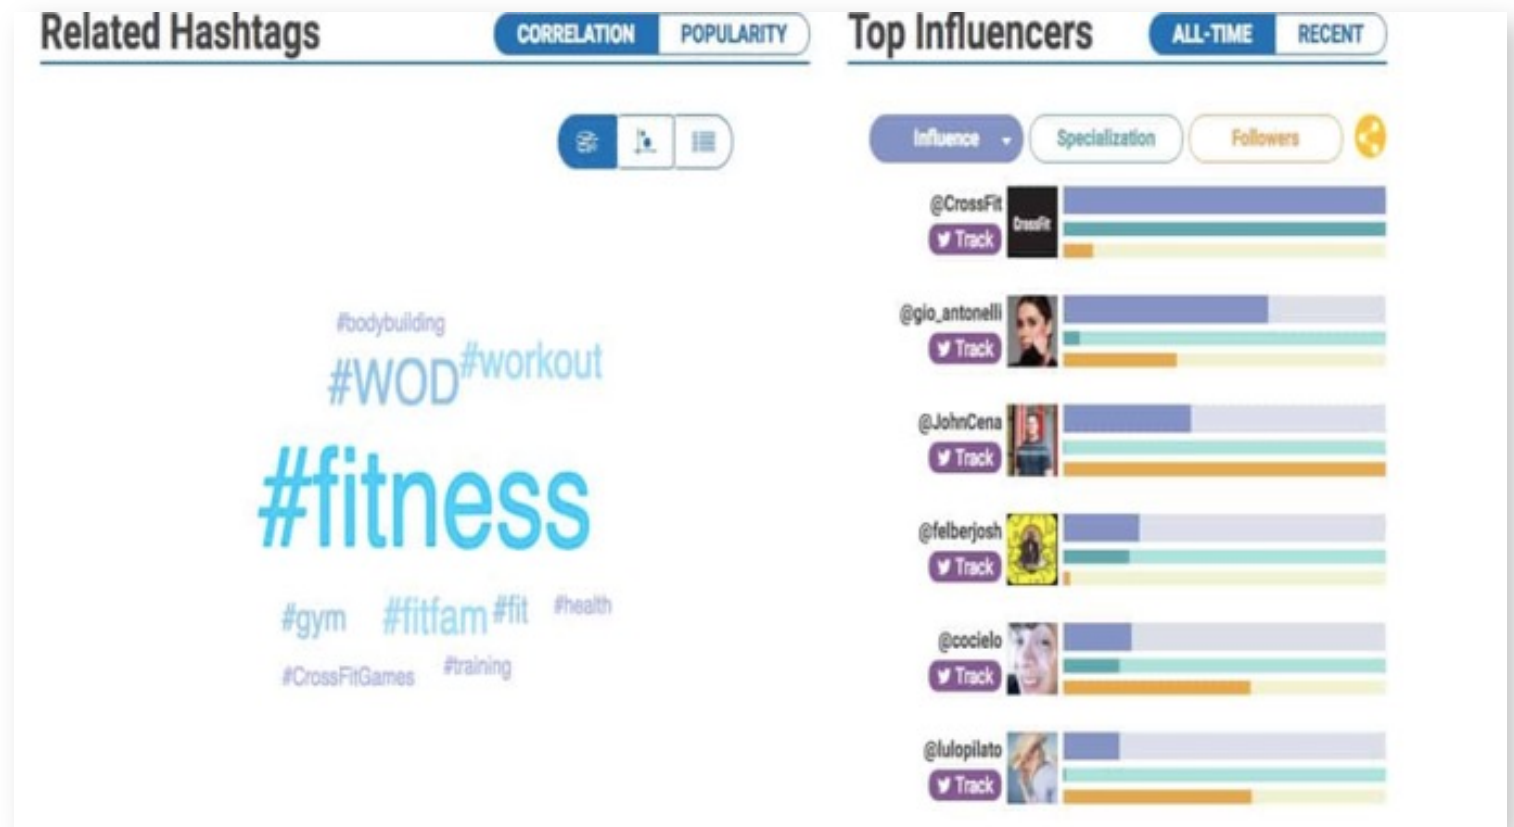 Related Hashtags
CORRELATION
POPULARITY
#bodybuilding
#WOD
#workout
#fitness
#gym
#fitfam
#fit
#health
#CrossFitGames
#training
Top Influencers
ALL-TIME
RECENT
Influence
Specialization
Followers
@CrossFit
Track
CrossFit
@gio_antonelli
Track
@JohnCena
Track
@felberjosh
Track
@cocielo
Track
@lulopilato
Track